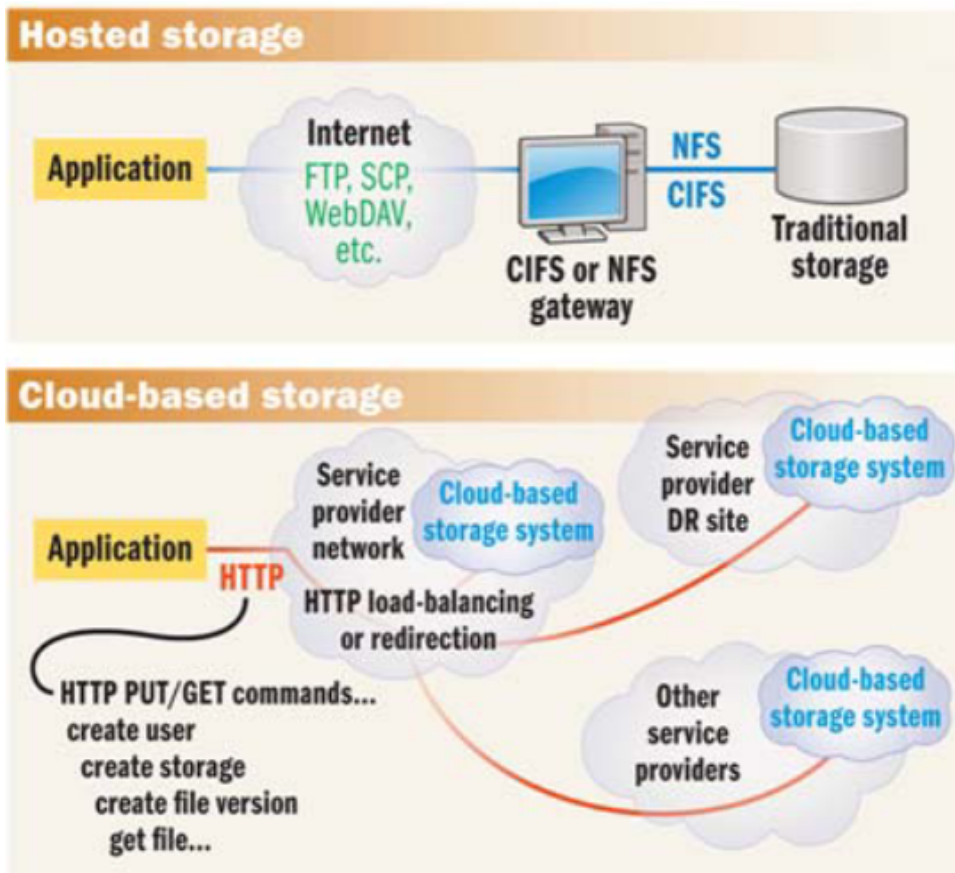 Hosted storage
Application
Internet
FTP, SCP,
WebDAV,
etc.
CIFS or NFS
gateway
NFS
CIFS
Traditional
storage
Cloud-based storage
Application
HTTP
Service
provider
network
Cloud-based
storage system
HTTP load-balancing
or redirection
Service
provider
DR site
Cloud-based
storage system
Other
service
providers
Cloud-based
storage system
HTTP PUT/GET commands...
create user
create storage
create file version
get file...